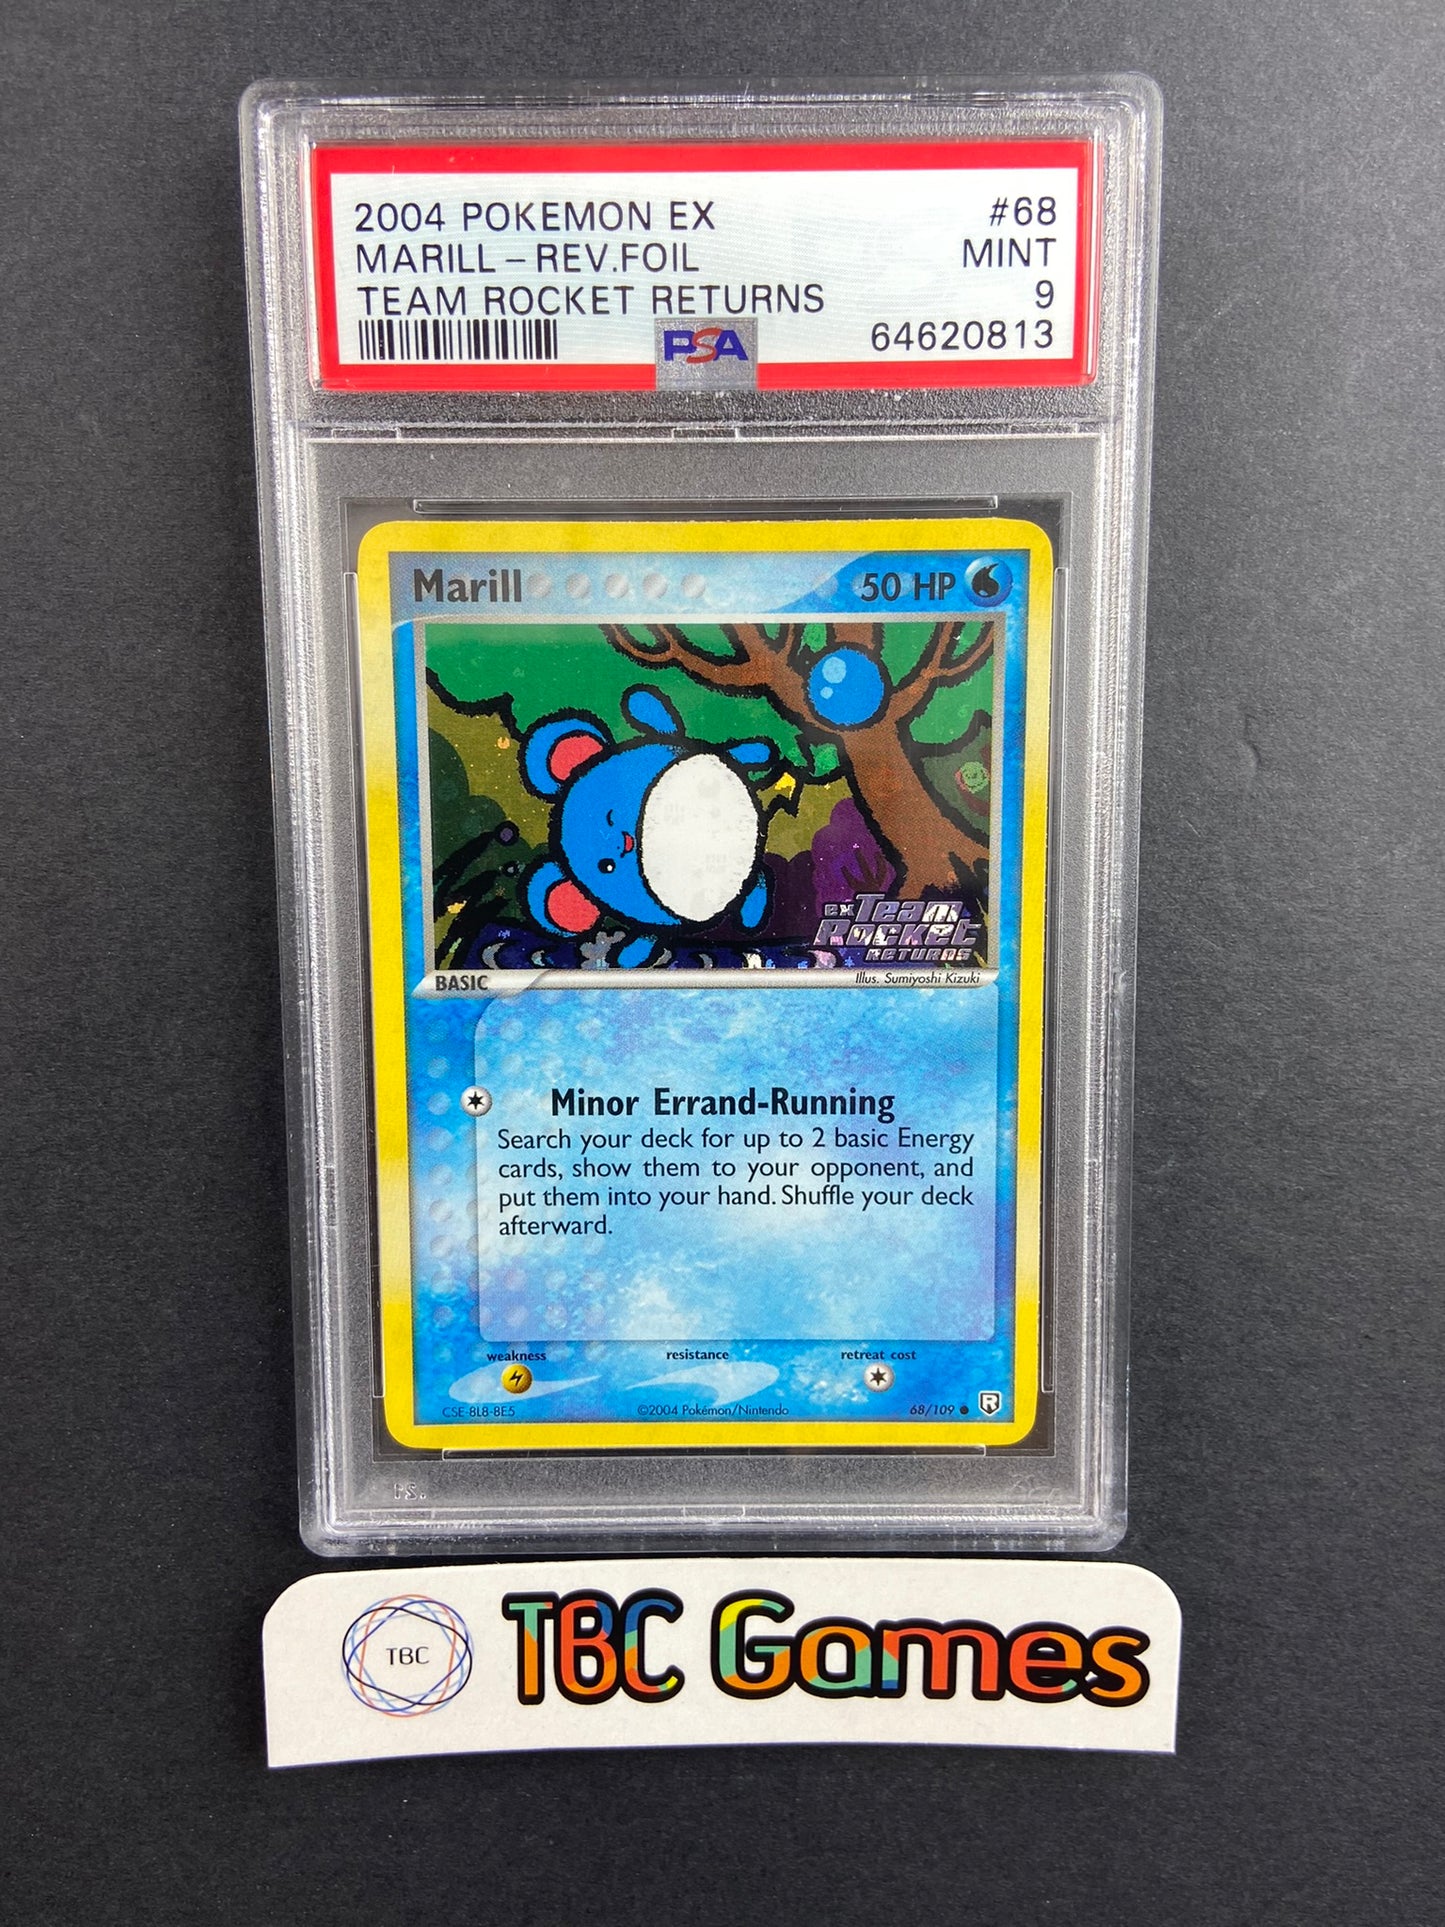 2004 POKEMON EX #68
MARILL-REV.FOIL MINT
TEAM ROCKET RETURNS 9
PSA 64620813
Marill 50 HP
ex Team
Rocket
RETURNS
BASIC Illus. Sumiyoshi Kizuki
Minor Errand-Running
Search your deck for up to 2 basic Energy
cards, show them to your opponent, and
put them into your hand. Shuffle your deck
afterward.
weakness resistance retreat cost
CSE-8L8-8E5 ©2004 Pokémon/Nintendo 68/109 R
TBC TBC Games